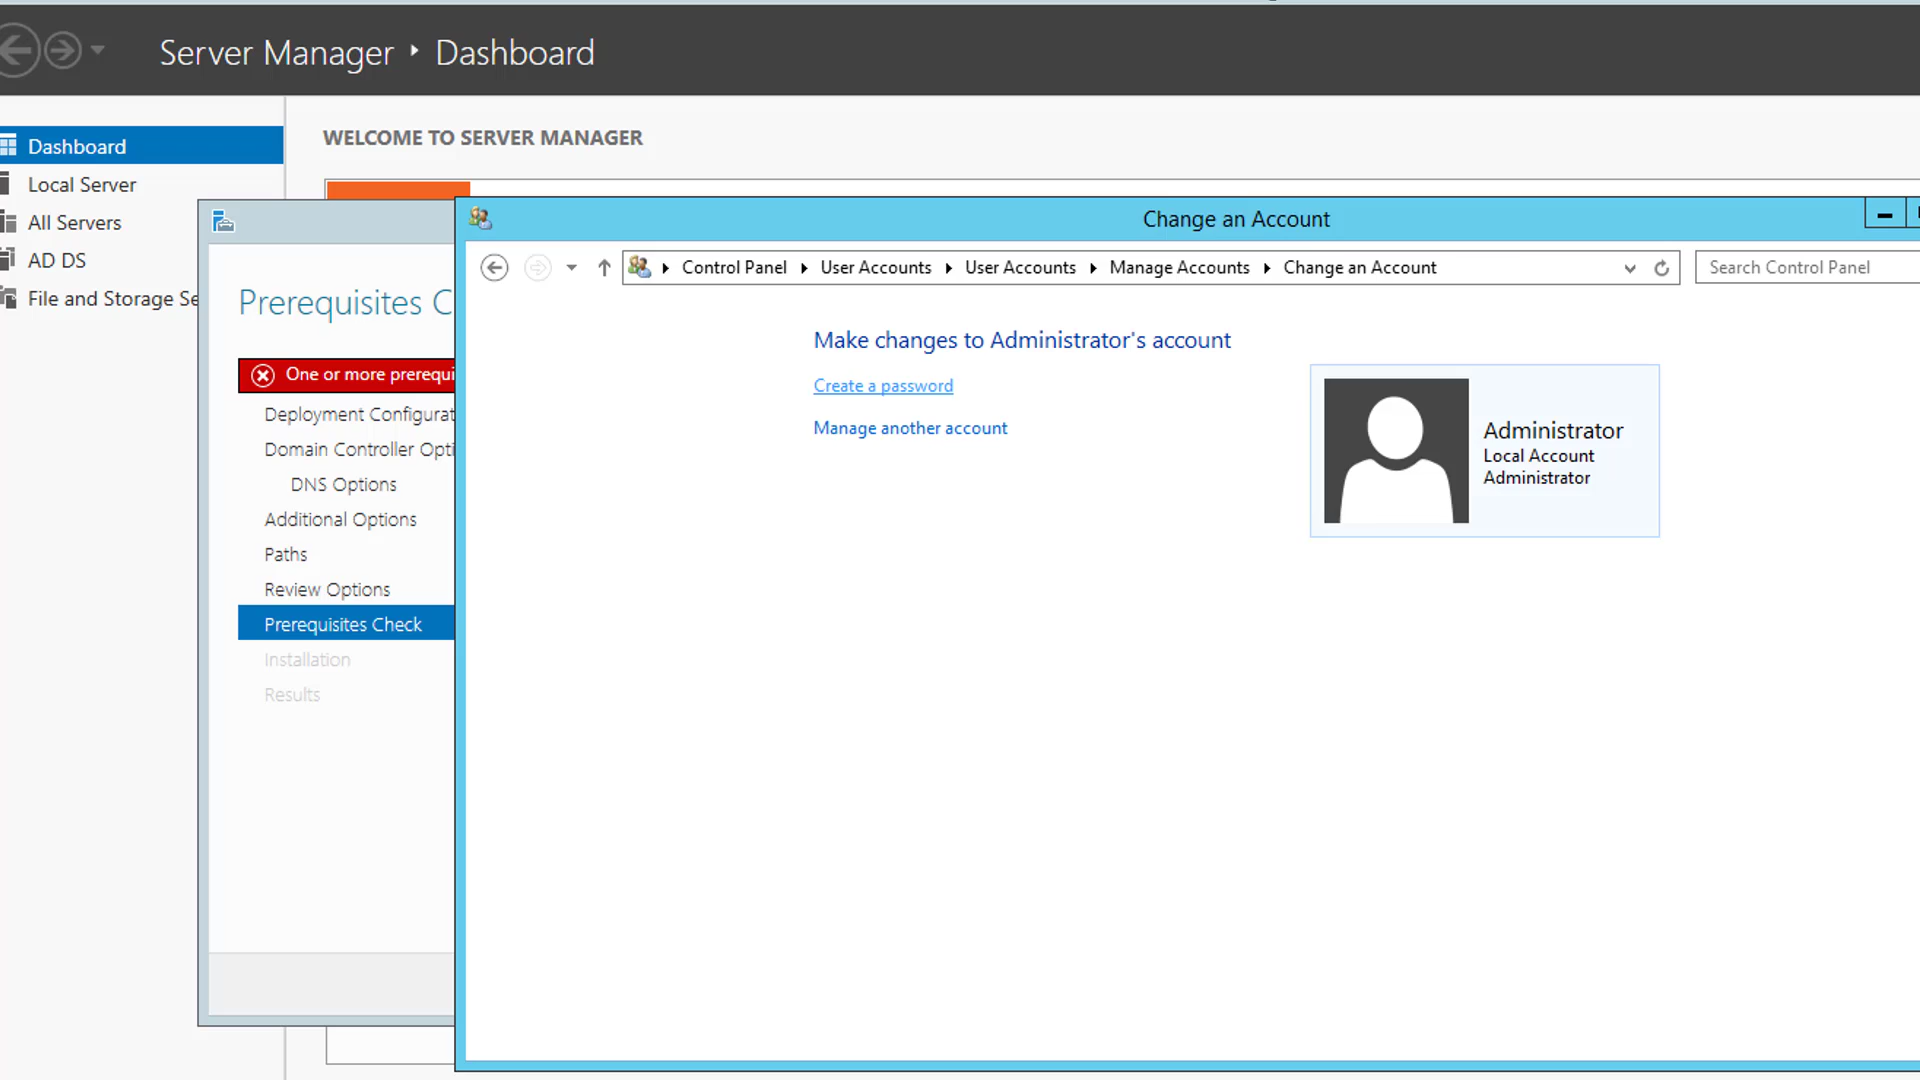 Server Manager ‣ Dashboard
Dashboard
Local Server
All Servers
AD DS
File and Storage Se
WELCOME TO SERVER MANAGER
Prerequisites C
One or more prerequi
Deployment Configurat
Domain Controller Opti
DNS Options
Additional Options
Paths
Review Options
Prerequisites Check
Installation
Results
Change an Account
Control Panel ▸ User Accounts ▸ User Accounts ▸ Manage Accounts ▸ Change an Account
Search Control Panel
Make changes to Administrator's account
Create a password
Manage another account
Administrator
Local Account
Administrator